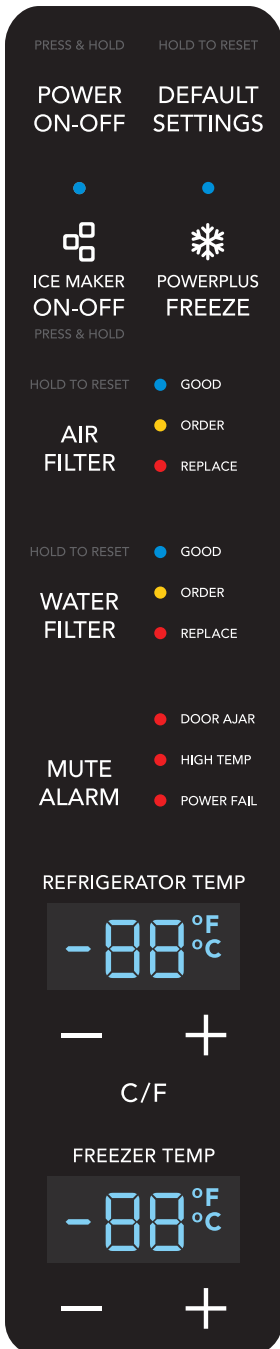 PRESS & HOLD
HOLD TO RESET
POWER
ON-OFF
DEFAULT
SETTINGS
ICE MAKER
ON-OFF
PRESS & HOLD
POWERPLUS
FREEZE
HOLD TO RESET
AIR
FILTER
GOOD
ORDER
REPLACE
HOLD TO RESET
WATER
FILTER
GOOD
ORDER
REPLACE
MUTE
ALARM
DOOR AJAR
HIGH TEMP
POWER FAIL
REFRIGERATOR TEMP
-88 °F
°C
− +
C/F
FREEZER TEMP
-88 °F
°C
− +